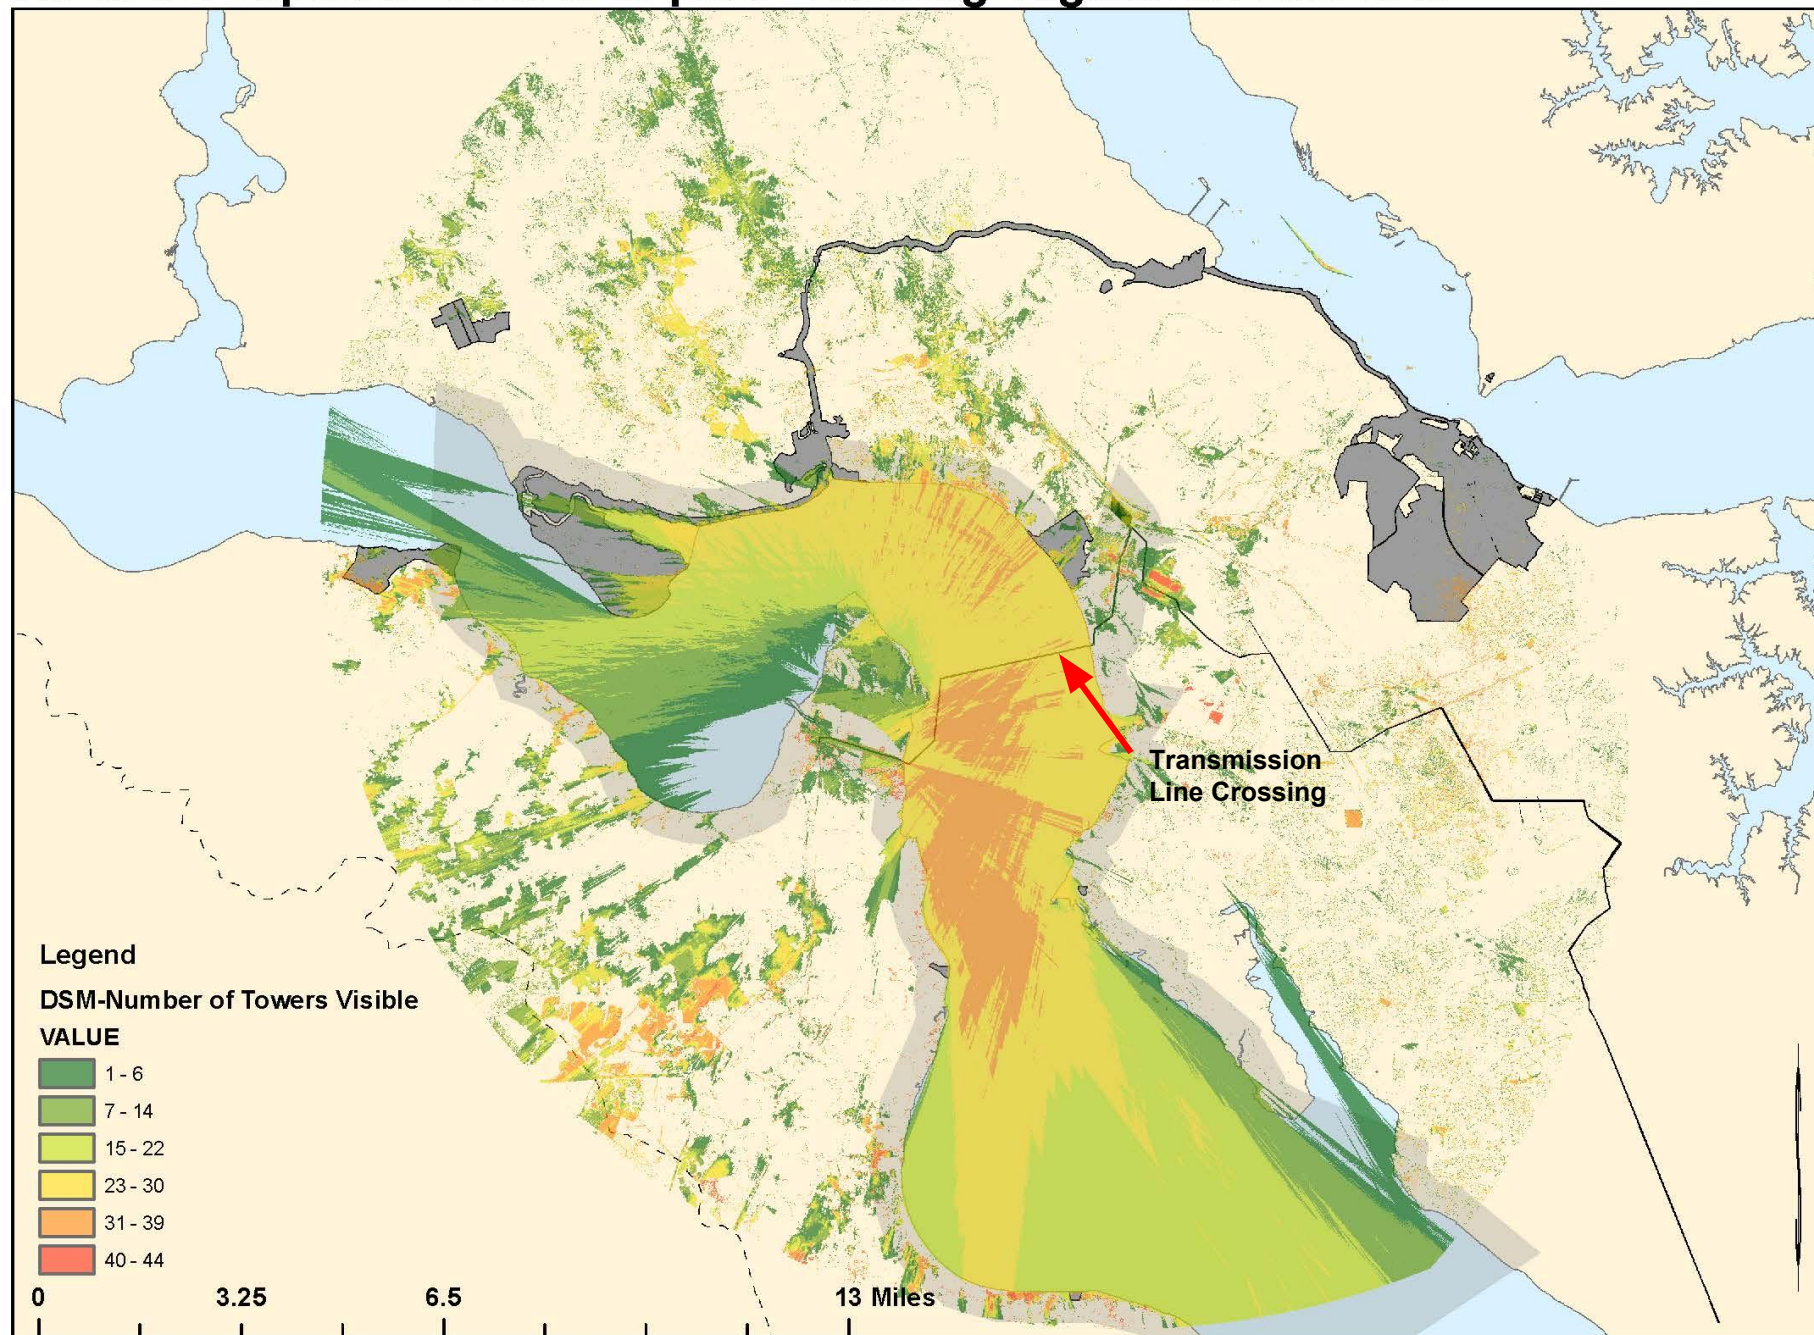 Transmission
Line Crossing
Legend
DSM-Number of Towers Visible
VALUE
1 - 6
7 - 14
15 - 22
23 - 30
31 - 39
40 - 44
0 3.25 6.5 13 Miles